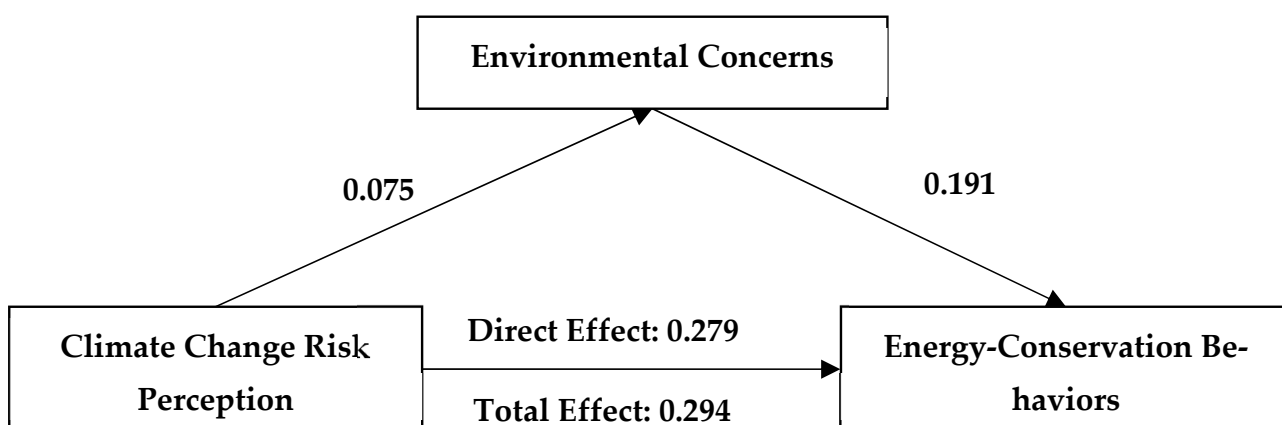 Environmental Concerns
0.075
0.191
Climate Change Risk
Perception
Direct Effect: 0.279
Total Effect: 0.294
Energy-Conservation Be-
haviors